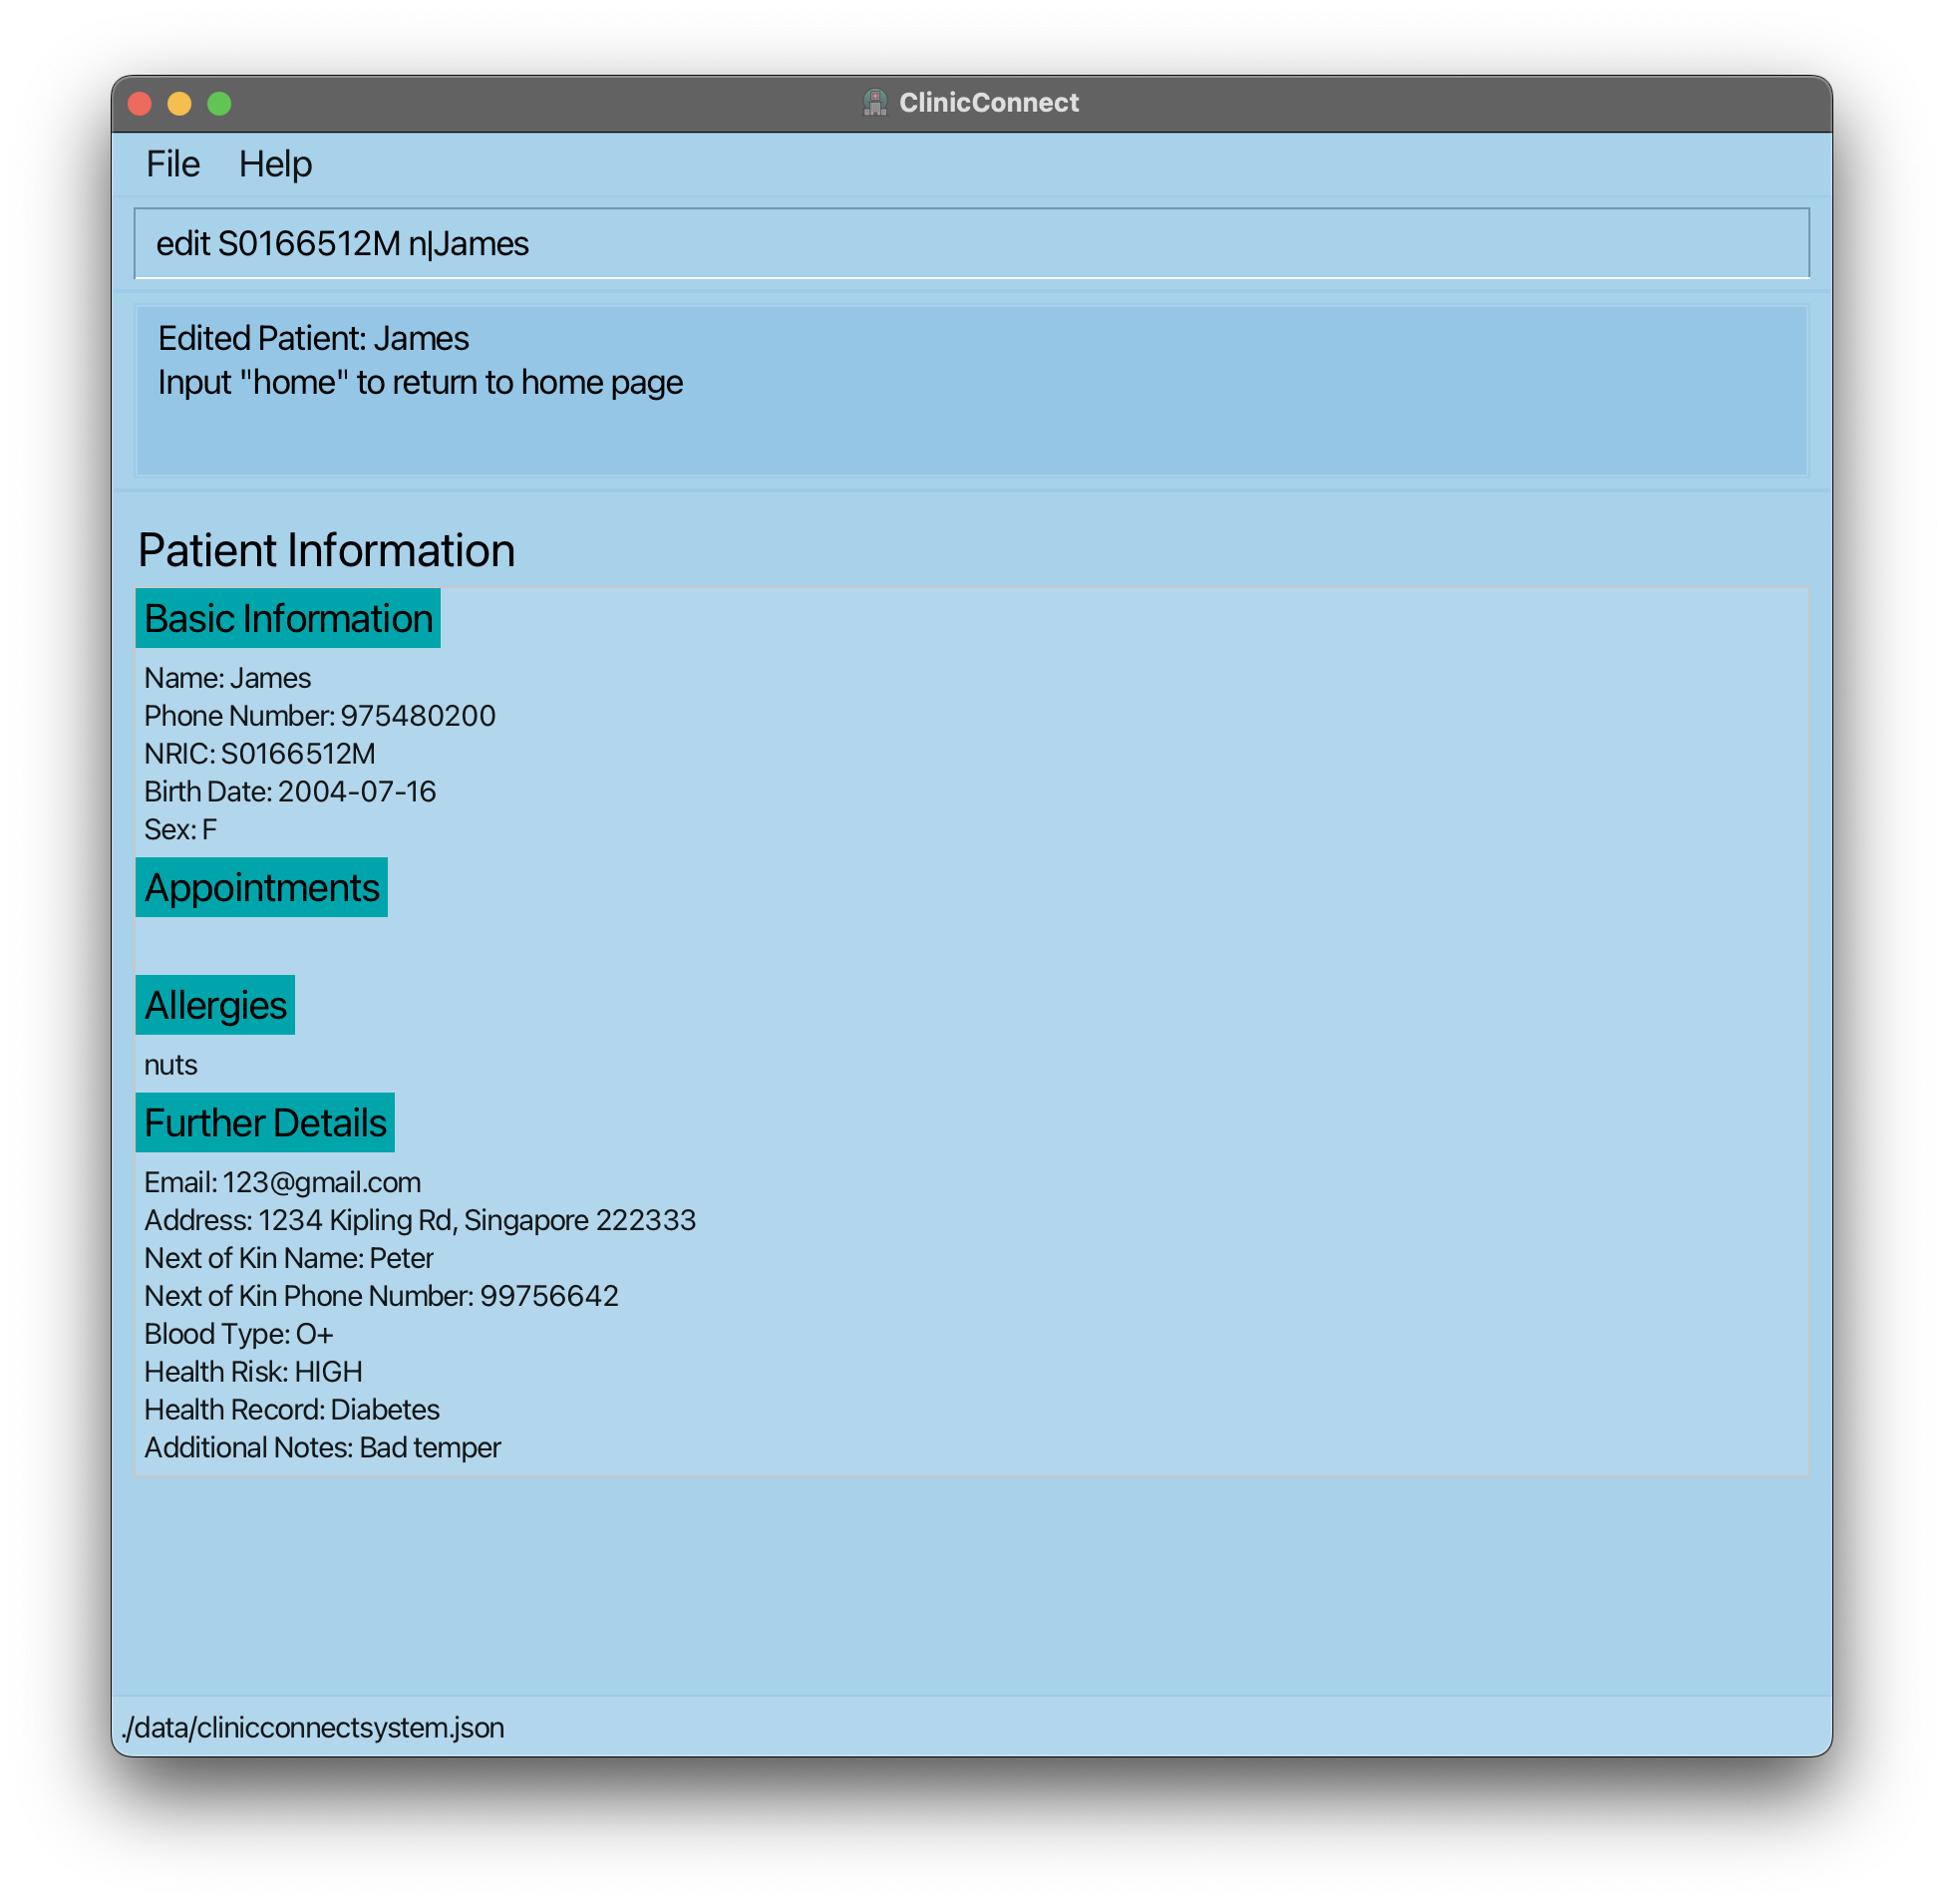 ClinicConnect
File Help
edit S0166512M n|James
Edited Patient: James
Input "home" to return to home page
Patient Information
Basic Information
Name: James
Phone Number: 975480200
NRIC: S0166512M
Birth Date: 2004-07-16
Sex: F
Appointments
Allergies
nuts
Further Details
Email: 123@gmail.com
Address: 1234 Kipling Rd, Singapore 222333
Next of Kin Name: Peter
Next of Kin Phone Number: 99756642
Blood Type: O+
Health Risk: HIGH
Health Record: Diabetes
Additional Notes: Bad temper
./data/clinicconnectsystem.json